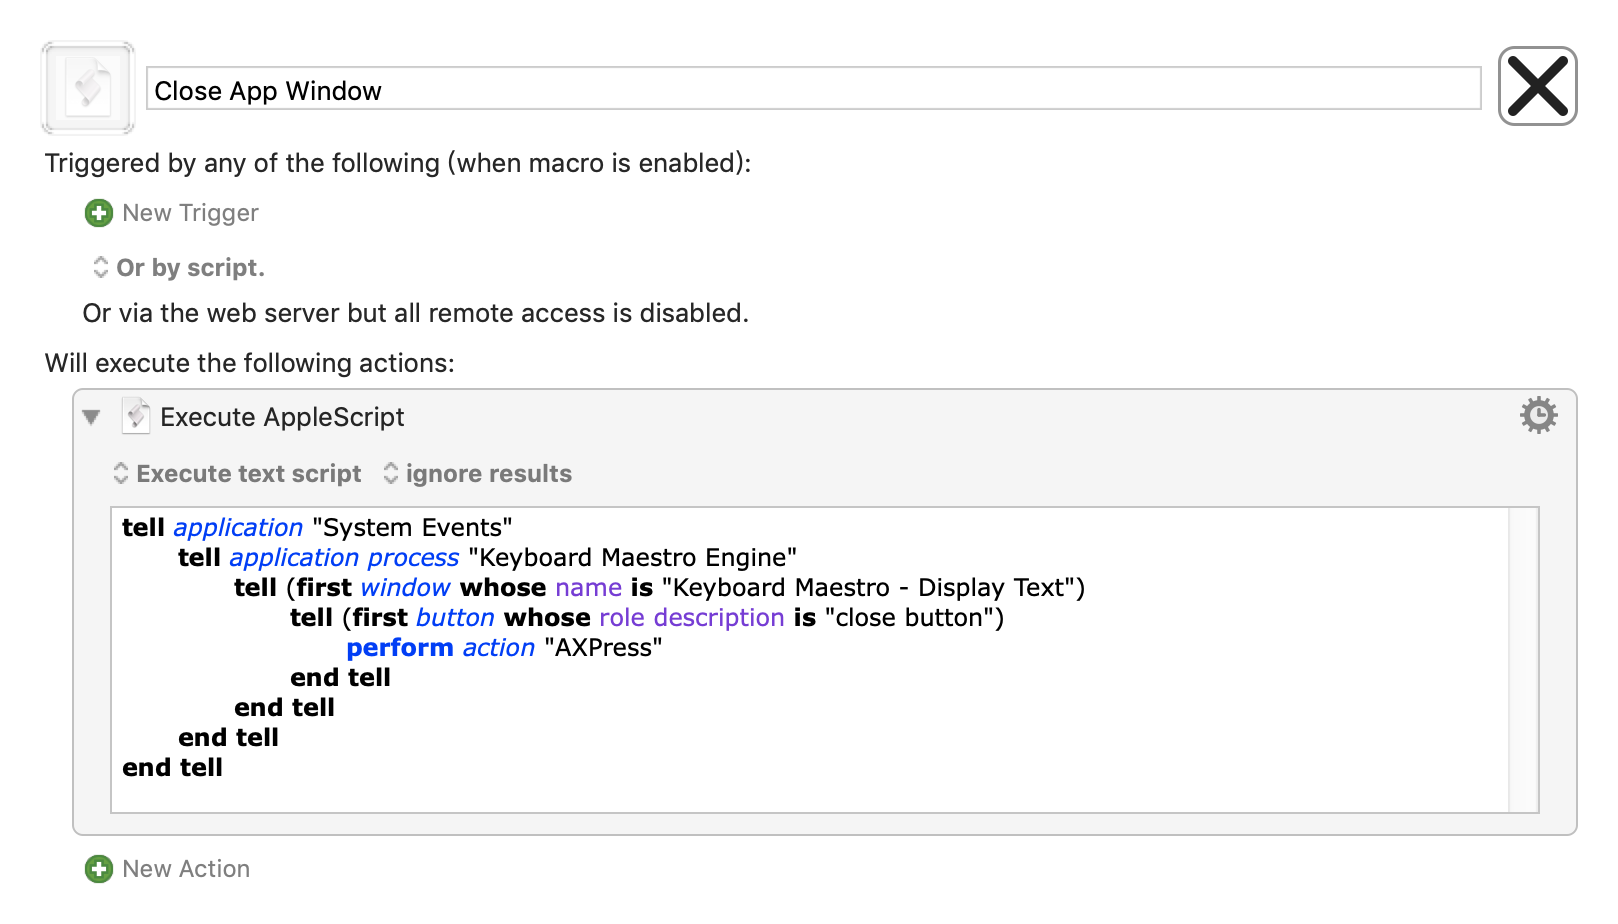 Close App Window
Triggered by any of the following (when macro is enabled):
New Trigger
Or by script.
Or via the web server but all remote access is disabled.
Will execute the following actions:
Execute AppleScript
Execute text script ignore results
tell application "System Events"
tell application process "Keyboard Maestro Engine"
tell (first window whose name is "Keyboard Maestro - Display Text")
tell (first button whose role description is "close button")
perform action "AXPress"
end tell
end tell
end tell
end tell
New Action